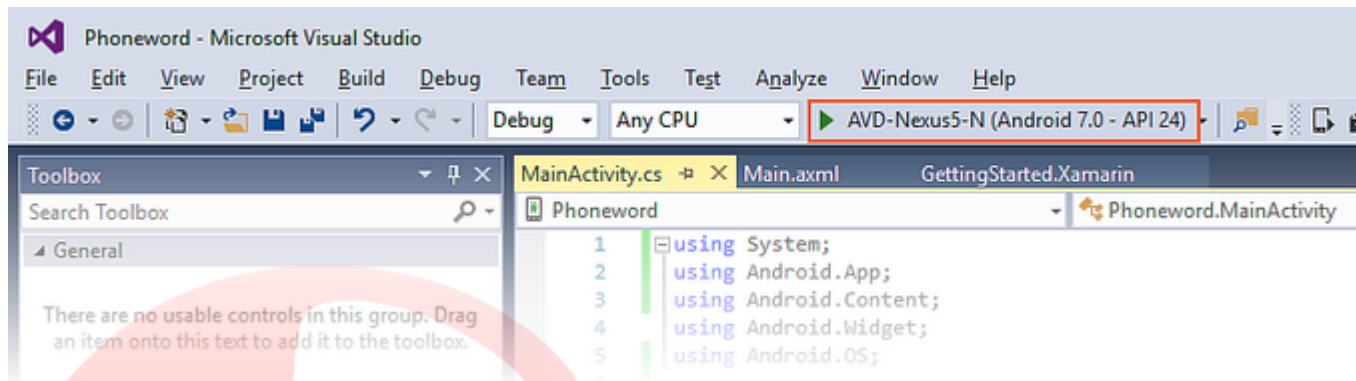 Phoneword - Microsoft Visual Studio
File Edit View Project Build Debug Team Tools Test Analyze Window Help
Debug Any CPU AVD-Nexus5-N (Android 7.0 - API 24)
Toolbox
Search Toolbox
General
There are no usable controls in this group. Drag
an item onto this text to add it to the toolbox.
MainActivity.cs Main.axml GettingStarted.Xamarin
Phoneword Phoneword.MainActivity
1 using System;
2 using Android.App;
3 using Android.Content;
4 using Android.Widget;
5 using Android.OS;